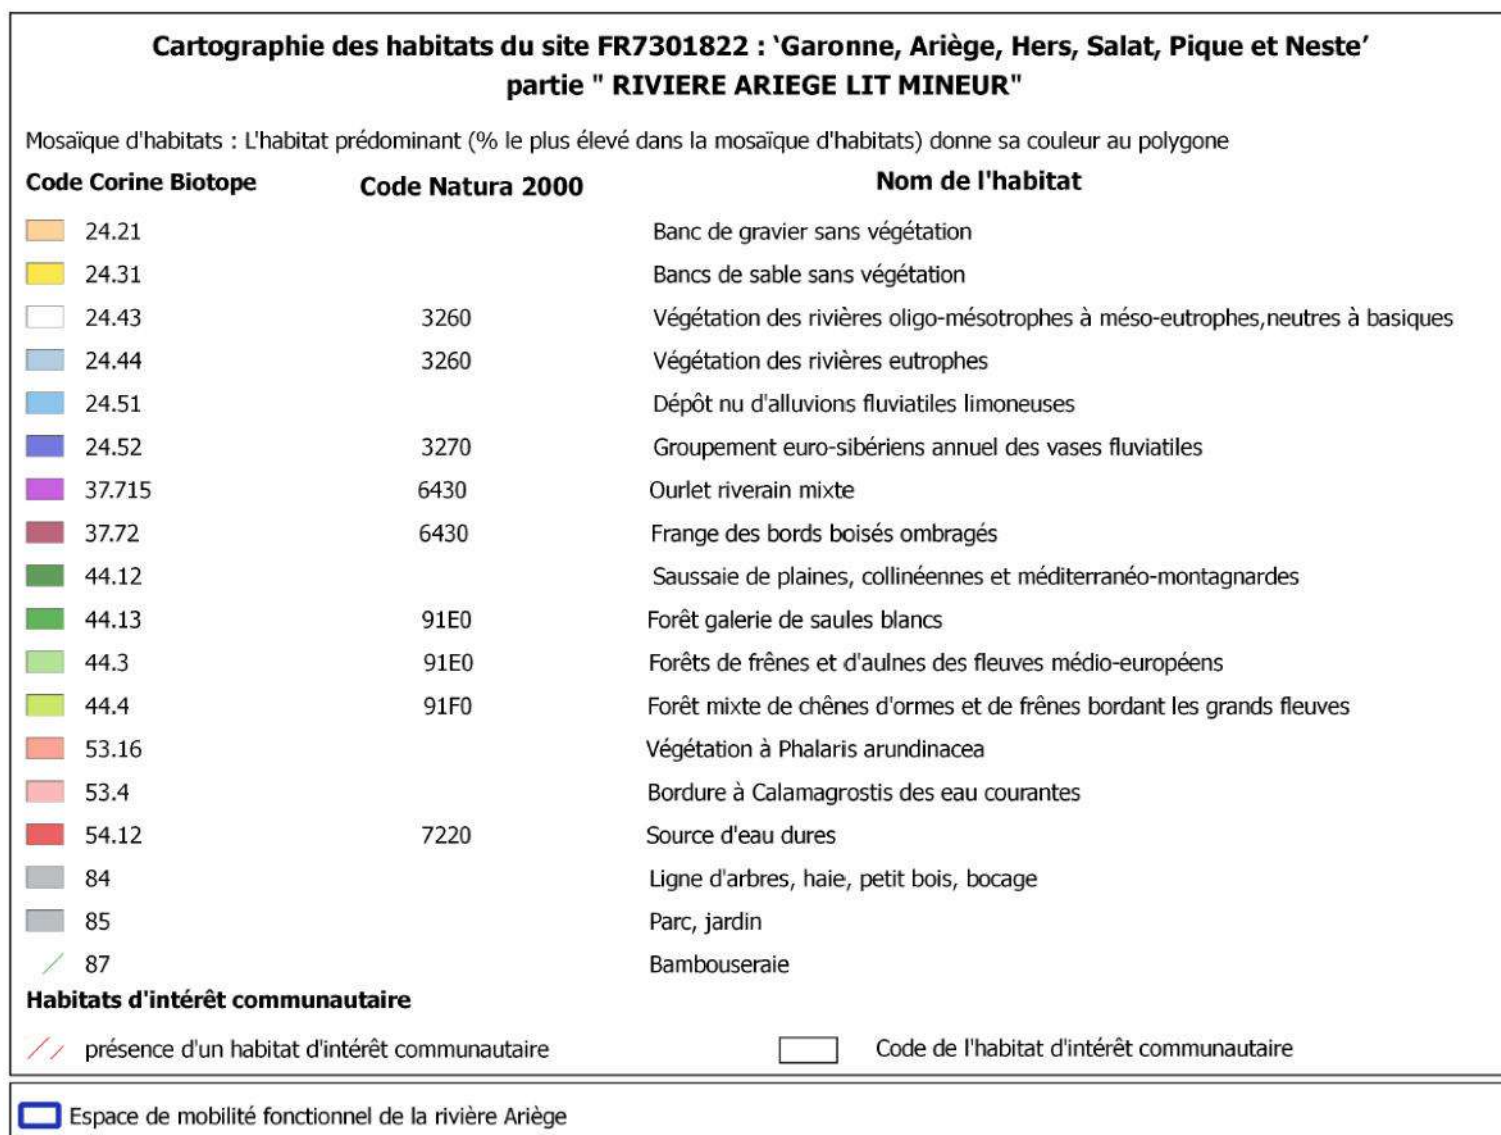 Cartographie des habitats du site FR7301822 : ‘Garonne, Ariège, Hers, Salat, Pique et Neste’
partie " RIVIERE ARIEGE LIT MINEUR"
Mosaïque d'habitats : L'habitat prédominant (% le plus élevé dans la mosaïque d'habitats) donne sa couleur au polygone
Code Corine Biotope Code Natura 2000 Nom de l'habitat
24.21 Banc de gravier sans végétation
24.31 Bancs de sable sans végétation
24.43 3260 Végétation des rivières oligo-mésotrophes à méso-eutrophes,neutres à basiques
24.44 3260 Végétation des rivières eutrophes
24.51 Dépôt nu d'alluvions fluviatiles limoneuses
24.52 3270 Groupement euro-sibériens annuel des vases fluviatiles
37.715 6430 Ourlet riverain mixte
37.72 6430 Frange des bords boisés ombragés
44.12 Saussaie de plaines, collinéennes et méditerranéo-montagnardes
44.13 91E0 Forêt galerie de saules blancs
44.3 91E0 Forêts de frênes et d'aulnes des fleuves médio-européens
44.4 91F0 Forêt mixte de chênes d'ormes et de frênes bordant les grands fleuves
53.16 Végétation à Phalaris arundinacea
53.4 Bordure à Calamagrostis des eau courantes
54.12 7220 Source d'eau dures
84 Ligne d'arbres, haie, petit bois, bocage
85 Parc, jardin
87 Bambouseraie
Habitats d'intérêt communautaire
présence d'un habitat d'intérêt communautaire Code de l'habitat d'intérêt communautaire
Espace de mobilité fonctionnel de la rivière Ariège